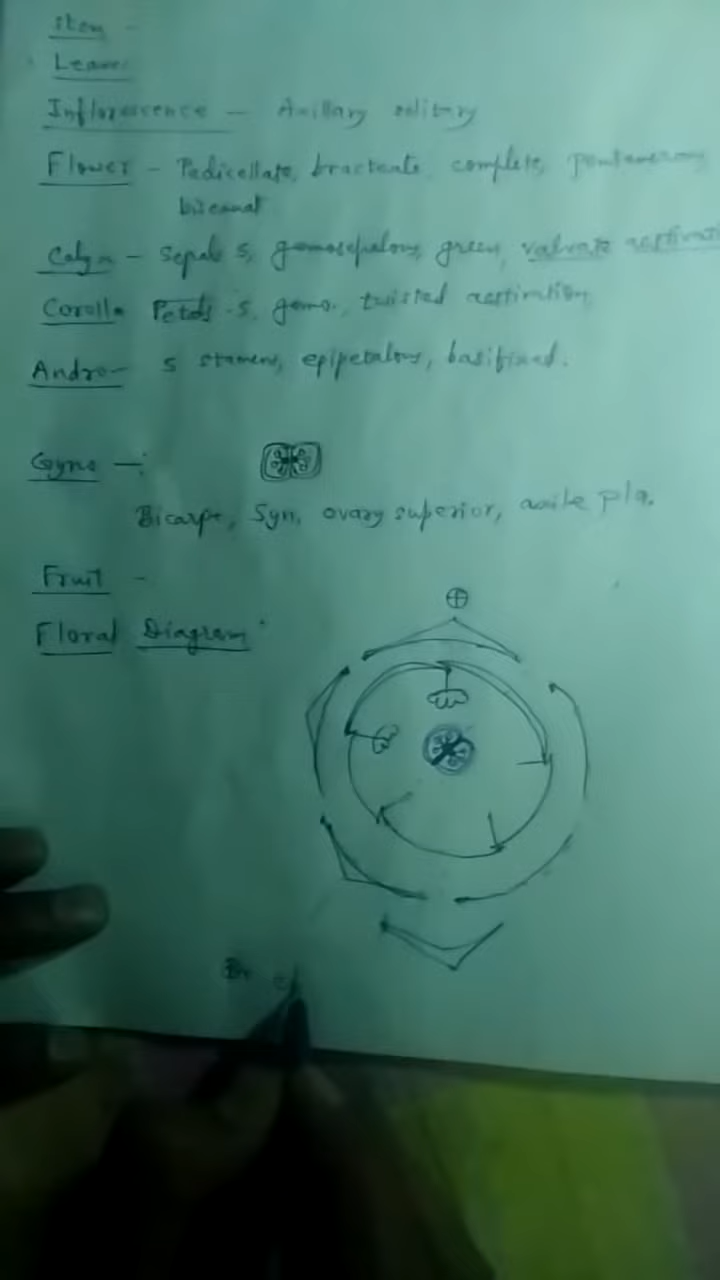 Stem -
Leave
Inflorescence - Axillary solitary
Flower - Pedicellate, bracteate, complete, pentamerous
bisexual
Calyx - Sepals 5, gamosepalous, green, valvate aestivat
Corolla Petals - 5, gamo., twisted aestivation
Andro - 5 stamens, epipetalous, basifixed.
Gyno - :
Bicarpe, Syn, ovary superior, axile pla.
Fruit -
Floral Diagram
Br